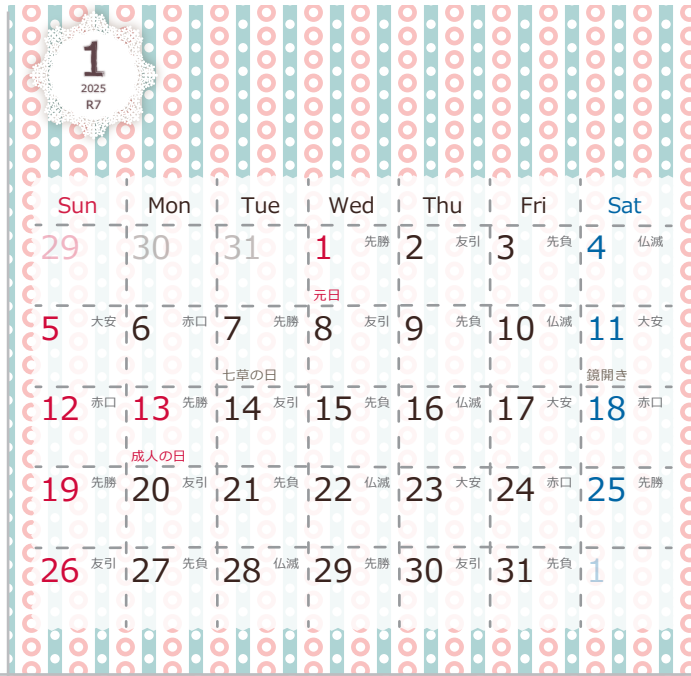 1
2025
R7
Sun Mon Tue Wed Thu Fri Sat
29 30 31 1 先勝 2 友引 3 先負 4 仏滅
元日
5 大安 6 赤口 7 先勝 8 友引 9 先負 10 仏滅 11 大安
七草の日 鏡開き
12 赤口 13 先勝 14 友引 15 先負 16 仏滅 17 大安 18 赤口
成人の日
19 先勝 20 友引 21 先負 22 仏滅 23 大安 24 赤口 25 先勝
26 友引 27 先負 28 仏滅 29 先勝 30 友引 31 先負 1